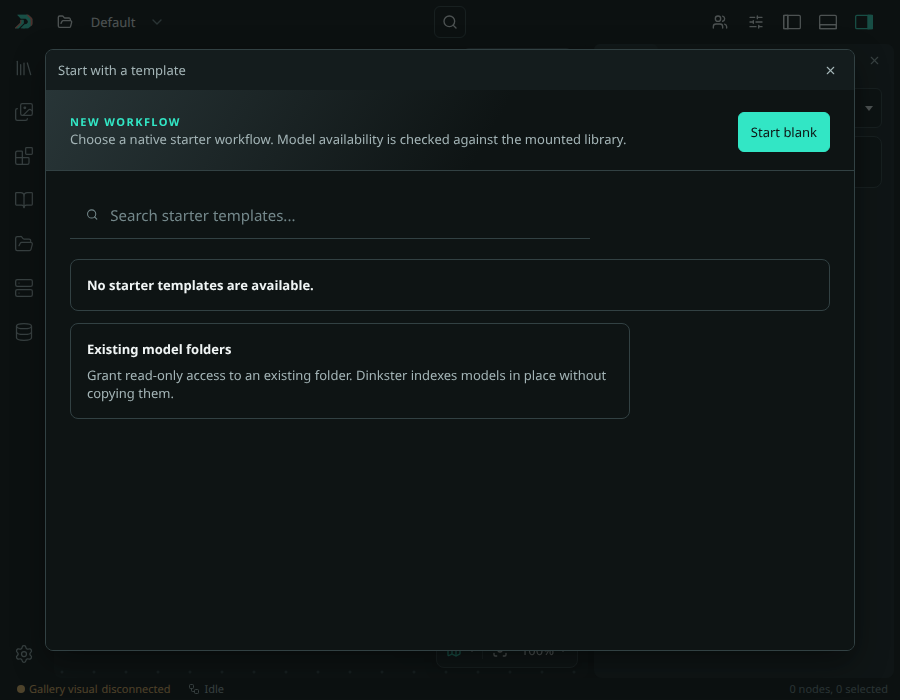 Default
Start with a template
NEW WORKFLOW
Choose a native starter workflow. Model availability is checked against the mounted library.
Start blank
Search starter templates...
No starter templates are available.
Existing model folders
Grant read-only access to an existing folder. Dinkster indexes models in place without
copying them.
100%
Gallery visual disconnected
Idle
0 nodes, 0 selected